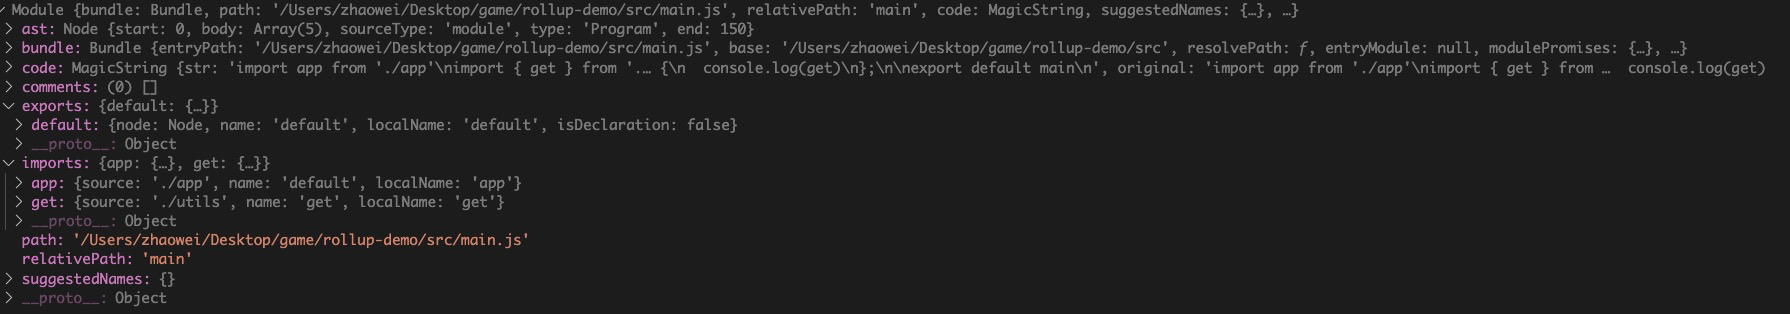 Module {bundle: Bundle, path: '/Users/zhaowei/Desktop/game/rollup-demo/src/main.js', relativePath: 'main', code: MagicString, suggestedNames: {…}, …}
ast: Node {start: 0, body: Array(5), sourceType: 'module', type: 'Program', end: 150}
bundle: Bundle {entryPath: '/Users/zhaowei/Desktop/game/rollup-demo/src/main.js', base: '/Users/zhaowei/Desktop/game/rollup-demo/src', resolvePath: ƒ, entryModule: null, modulePromises: {…}, …}
code: MagicString {str: 'import app from './app'\nimport { get } from '.… {\n  console.log(get)\n};\n\nexport default main\n', original: 'import app from './app'\nimport { get } from …  console.log(get)
comments: (0) []
exports: {default: {…}}
default: {node: Node, name: 'default', localName: 'default', isDeclaration: false}
__proto__: Object
imports: {app: {…}, get: {…}}
app: {source: './app', name: 'default', localName: 'app'}
get: {source: './utils', name: 'get', localName: 'get'}
__proto__: Object
path: '/Users/zhaowei/Desktop/game/rollup-demo/src/main.js'
relativePath: 'main'
suggestedNames: {}
__proto__: Object